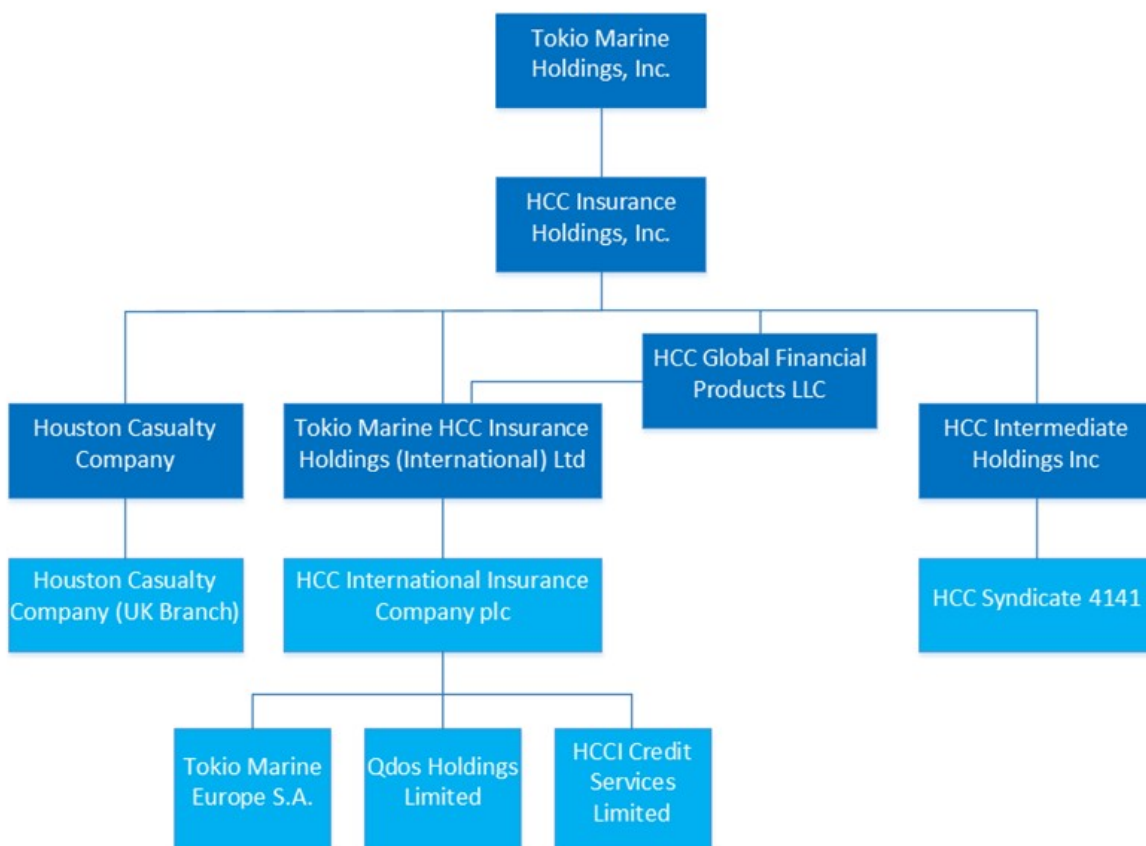 Tokio Marine
Holdings, Inc.
HCC Insurance
Holdings, Inc.
HCC Global Financial
Products LLC
Houston Casualty
Company
Tokio Marine HCC Insurance
Holdings (International) Ltd
HCC Intermediate
Holdings Inc
Houston Casualty
Company (UK Branch)
HCC International Insurance
Company plc
HCC Syndicate 4141
Tokio Marine
Europe S.A.
Qdos Holdings
Limited
HCCI Credit
Services
Limited